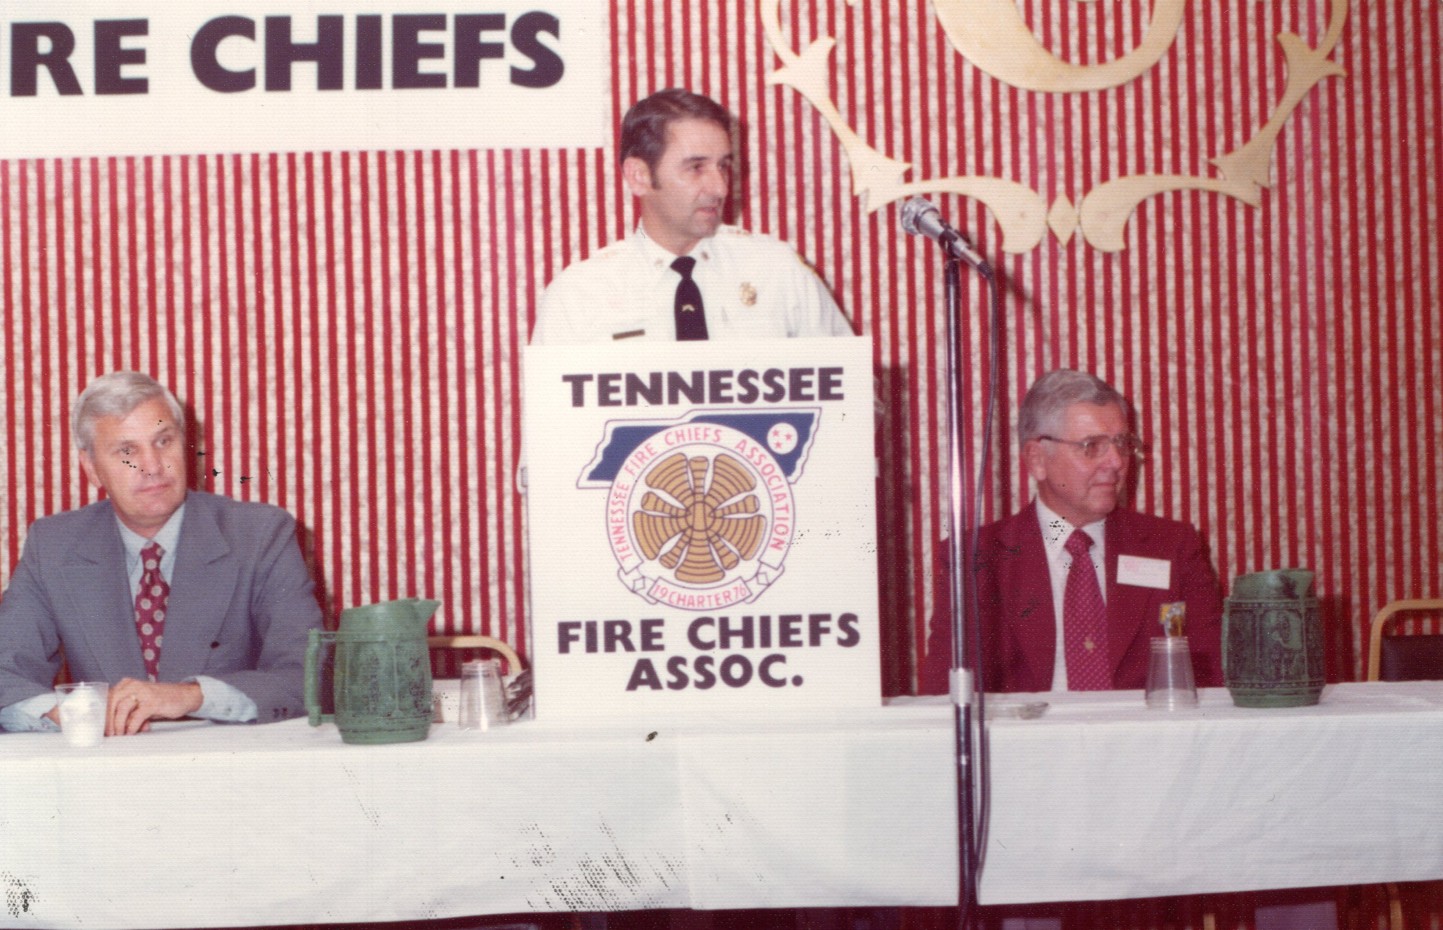 RE CHIEFS
TENNESSEE
TENNESSEE FIRE CHIEFS ASSOCIATION
19 CHARTER 76
FIRE CHIEFS
ASSOC.